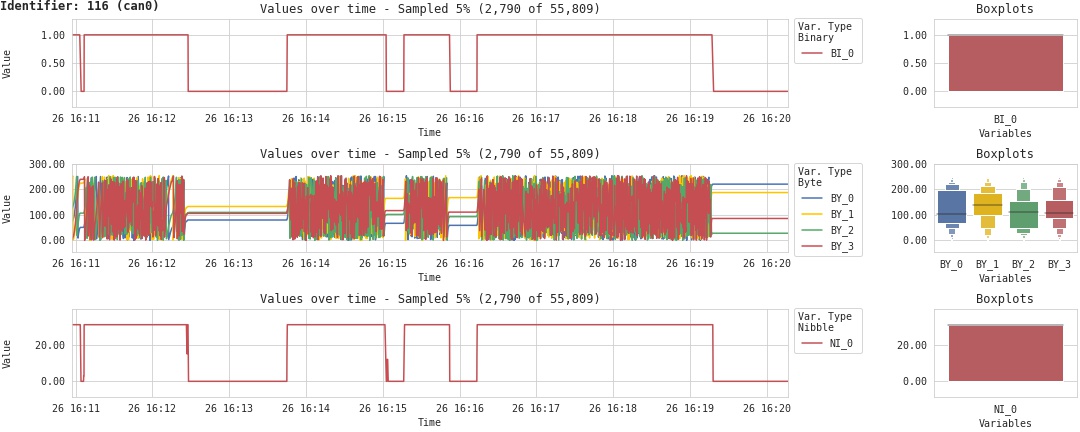 Identifier: 116 (can0)
Values over time - Sampled 5% (2,790 of 55,809)
Value
1.00
0.50
0.00
26 16:11 26 16:12 26 16:13 26 16:14 26 16:15 26 16:16 26 16:17 26 16:18 26 16:19 26 16:20
Time
Var. Type
Binary
BI_0
Boxplots
1.00
0.50
0.00
BI_0
Variables
Values over time - Sampled 5% (2,790 of 55,809)
Value
300.00
200.00
100.00
0.00
26 16:11 26 16:12 26 16:13 26 16:14 26 16:15 26 16:16 26 16:17 26 16:18 26 16:19 26 16:20
Time
Var. Type
Byte
BY_0
BY_1
BY_2
BY_3
Boxplots
300.00
200.00
100.00
0.00
BY_0 BY_1 BY_2 BY_3
Variables
Values over time - Sampled 5% (2,790 of 55,809)
Value
20.00
0.00
26 16:11 26 16:12 26 16:13 26 16:14 26 16:15 26 16:16 26 16:17 26 16:18 26 16:19 26 16:20
Time
Var. Type
Nibble
NI_0
Boxplots
20.00
0.00
NI_0
Variables